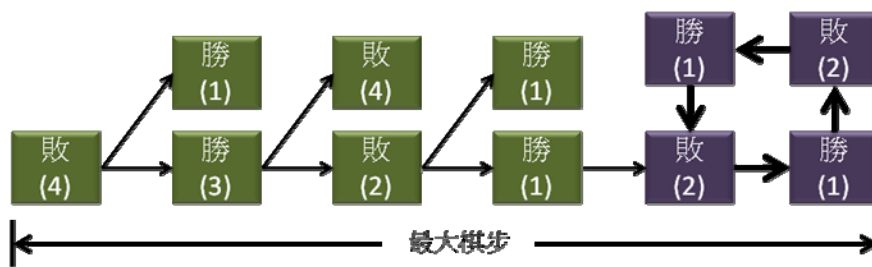 勝 (1)
敗 (4)
勝 (1)
勝 (1)
敗 (2)
敗 (4)
勝 (3)
敗 (2)
勝 (1)
敗 (2)
勝 (1)
最大棋步